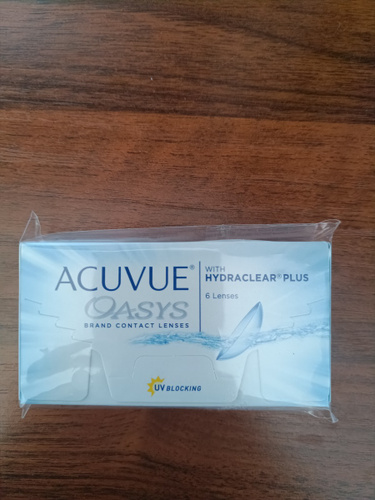 ACUVUE®
OASYS
BRAND CONTACT LENSES
WITH
HYDRACLEAR® PLUS
6 Lenses
UV BLOCKING